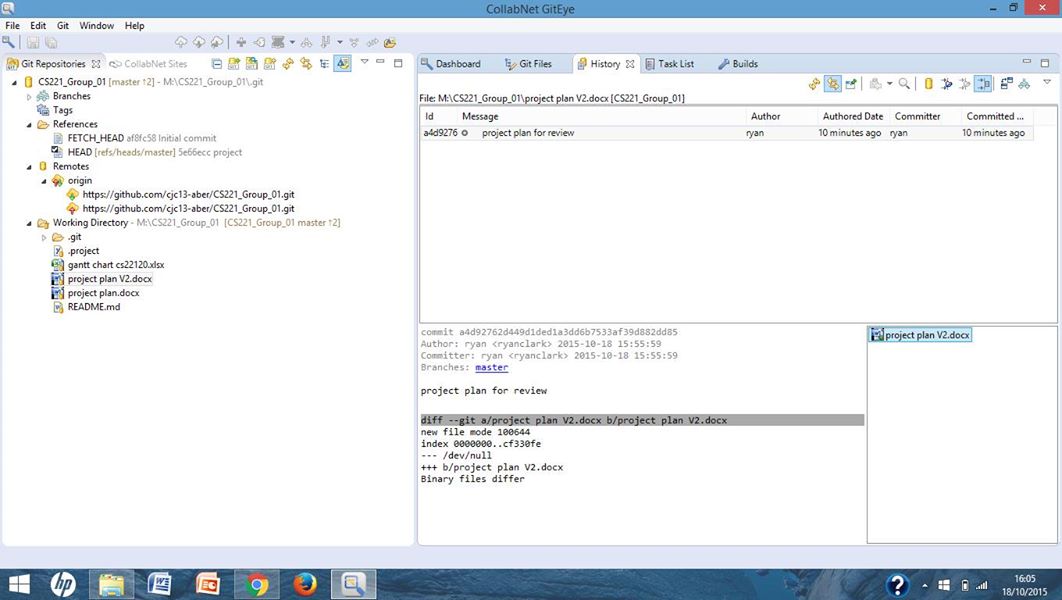 CollabNet GitEye
File Edit Git Window Help
Git Repositories CollabNet Sites
CS221_Group_01 [master ↑2] - M:\CS221_Group_01\.git
Branches
Tags
References
FETCH_HEAD af8fc58 Initial commit
HEAD [refs/heads/master] 5e66ecc project
Remotes
origin
https://github.com/cjc13-aber/CS221_Group_01.git
https://github.com/cjc13-aber/CS221_Group_01.git
Working Directory - M:\CS221_Group_01 [CS221_Group_01 master ↑2]
.git
.project
gantt chart cs22120.xlsx
project plan V2.docx
project plan.docx
README.md
Dashboard Git Files History Task List Builds
File: M:\CS221_Group_01\project plan V2.docx [CS221_Group_01]
Id Message Author Authored Date Committer Committed ...
a4d9276 project plan for review ryan 10 minutes ago ryan 10 minutes ago
commit a4d92762d449d1ded1a3dd6b7533af39d882dd85
Author: ryan <ryanclark> 2015-10-18 15:55:59
Committer: ryan <ryanclark> 2015-10-18 15:55:59
Branches: master
project plan for review
diff --git a/project plan V2.docx b/project plan V2.docx
new file mode 100644
index 0000000..cf330fe
--- /dev/null
+++ b/project plan V2.docx
Binary files differ
project plan V2.docx
16:05
18/10/2015